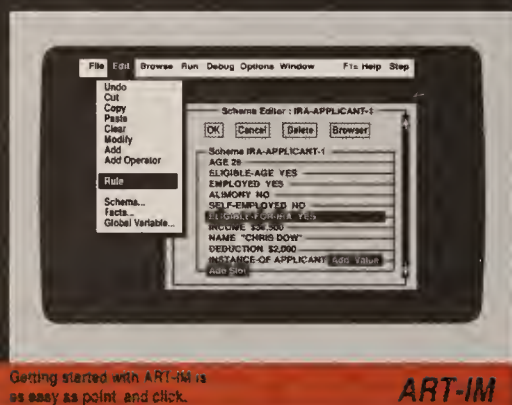 File Edit Browse Run Debug Options Window F1= Help Step
Undo
Cut
Copy
Paste
Clear
Modify
Add
Add Operator
Rule
Schema...
Facts...
Global Variable...
Schema Editor : IRA-APPLICANT-1
OK Cancel Delete Browser
Schema IRA-APPLICANT-1
AGE 26
ELIGIBLE-AGE YES
EMPLOYED YES
ALIMONY NO
SELF-EMPLOYED NO
ELIGIBLE-FOR-IRA YES
INCOME $36,500
NAME "CHRIS DOW"
DEDUCTION $2,000
INSTANCE-OF APPLICANT Add Value
Add Slot
Getting started with ART-IM is
as easy as point and click.
ART-IM